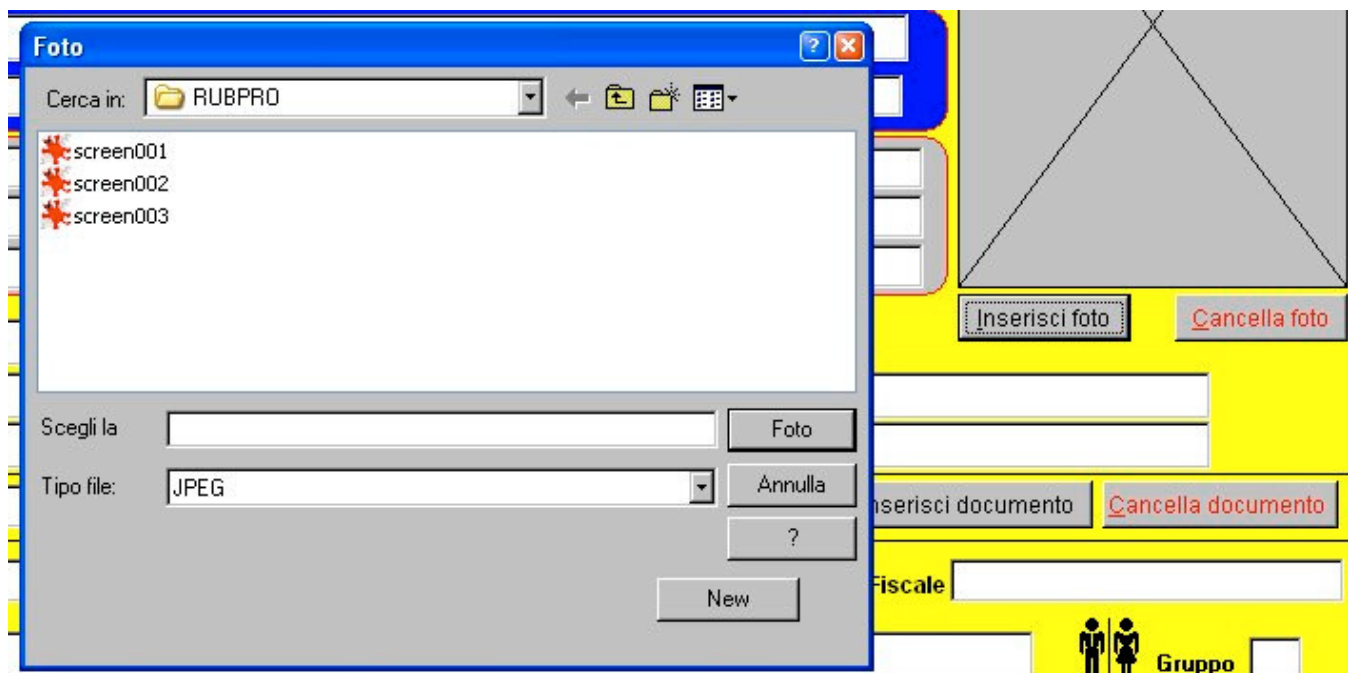 Foto
Cerca in: RUBPRO
screen001
screen002
screen003
Inserisci foto
Cancella foto
Scegli la
Foto
Tipo file: JPEG
Annulla
?
New
nserisci documento
Cancella documento
Fiscale
Gruppo